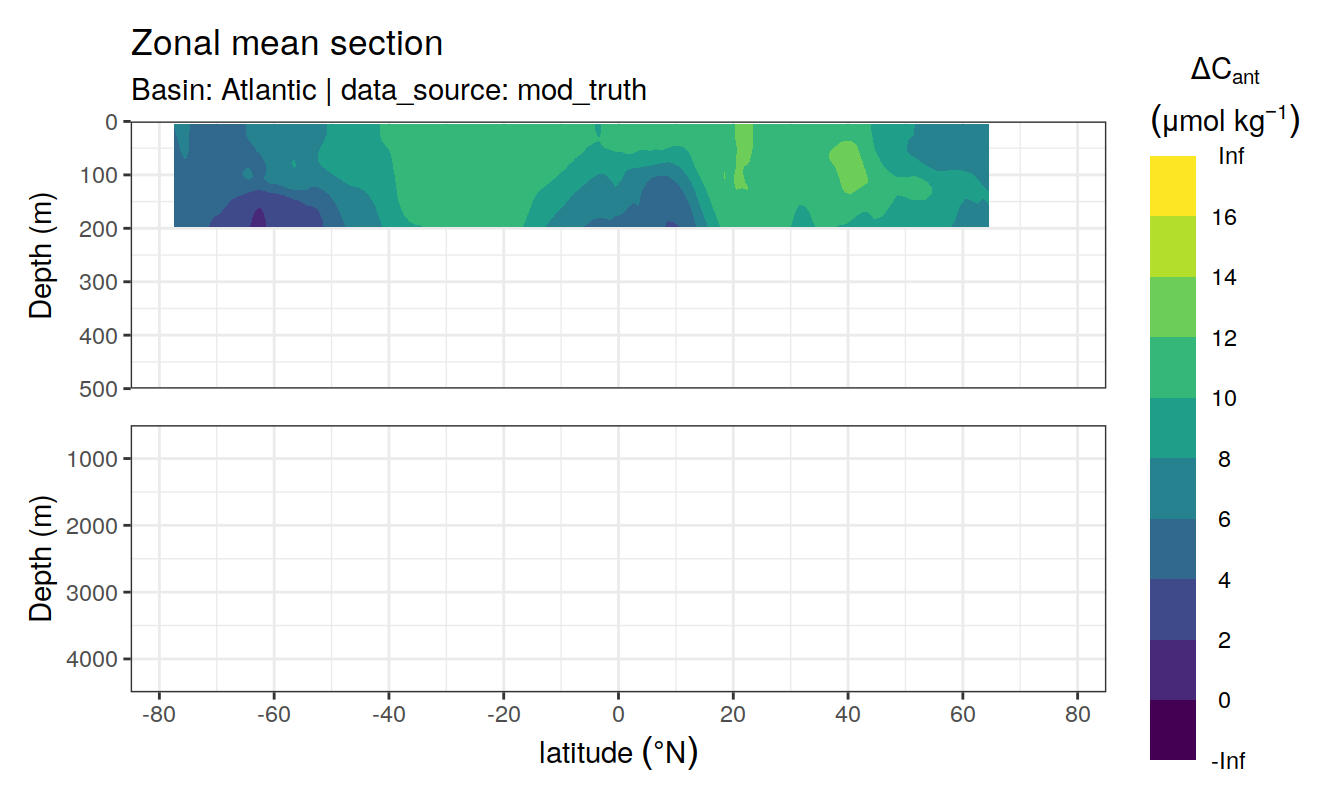 Zonal mean section
Basin: Atlantic | data_source: mod_truth
ΔCant
(μmol kg−1)
Depth (m)
0
100
200
300
400
500
Depth (m)
1000
2000
3000
4000
-80 -60 -40 -20 0 20 40 60 80
latitude (°N)
Inf
16
14
12
10
8
6
4
2
0
-Inf